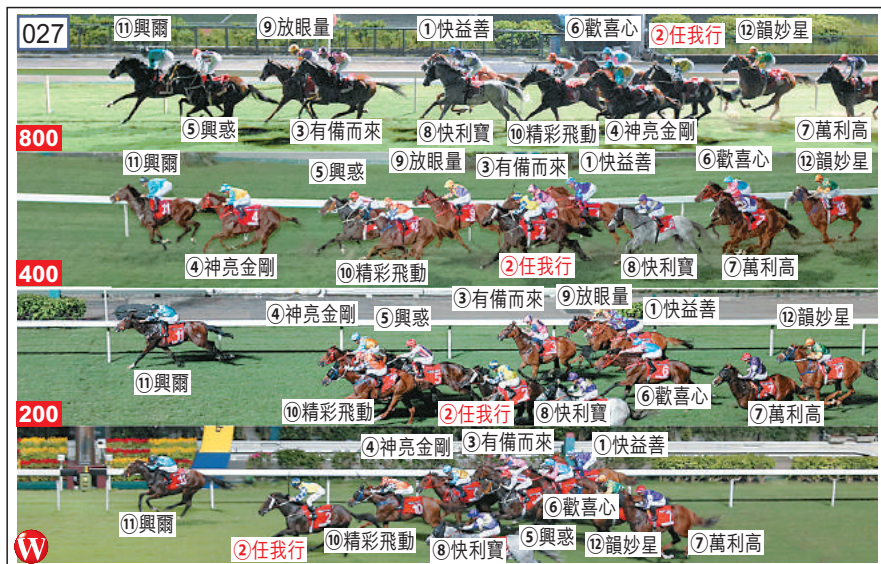 027
⑪興爾 ⑨放眼量 ①快益善 ⑥歡喜心 ②任我行 ⑫韻妙星
⑤興惑 ③有備而來 ⑧快利寶 ⑩精彩飛動 ④神亮金剛 ⑦萬利高
800
⑪興爾 ⑤興惑 ⑨放眼量 ③有備而來 ①快益善 ⑥歡喜心 ⑫韻妙星
④神亮金剛 ⑩精彩飛動 ②任我行 ⑧快利寶 ⑦萬利高
400
④神亮金剛 ⑤興惑 ③有備而來 ⑨放眼量 ①快益善 ⑫韻妙星
⑪興爾 ⑩精彩飛動 ②任我行 ⑧快利寶 ⑥歡喜心 ⑦萬利高
200
④神亮金剛 ③有備而來 ①快益善
⑪興爾 ②任我行 ⑩精彩飛動 ⑧快利寶 ⑤興惑 ⑥歡喜心 ⑫韻妙星 ⑦萬利高
W